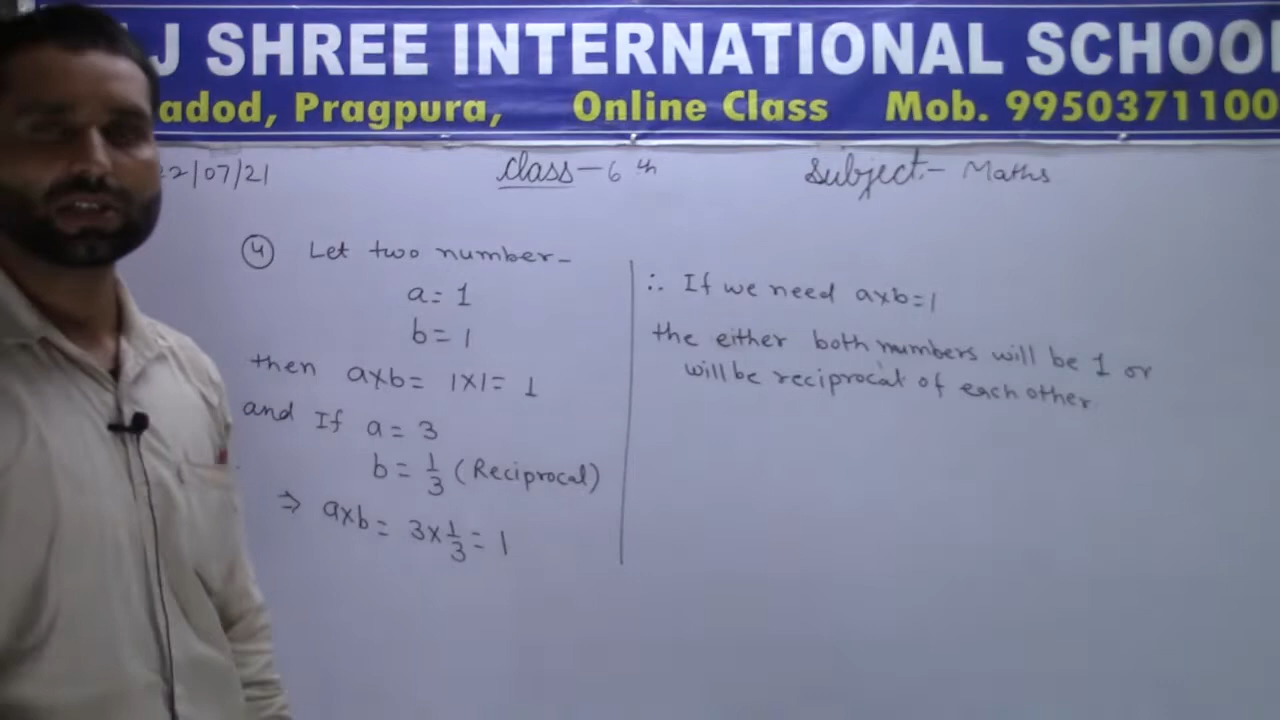 J SHREE INTERNATIONAL SCHOOL
adod, Pragpura, Online Class Mob. 9950371100
22/07/21 Class - 6 th Subject - Maths
④ Let two number -
a = 1
b = 1
then a×b = 1×1 = 1
and If a = 3
b = 1/3 (Reciprocal)
⇒ a×b = 3×1/3 = 1
∴ If we need a×b=1
the either both numbers will be 1 or
will be reciprocal of each other.